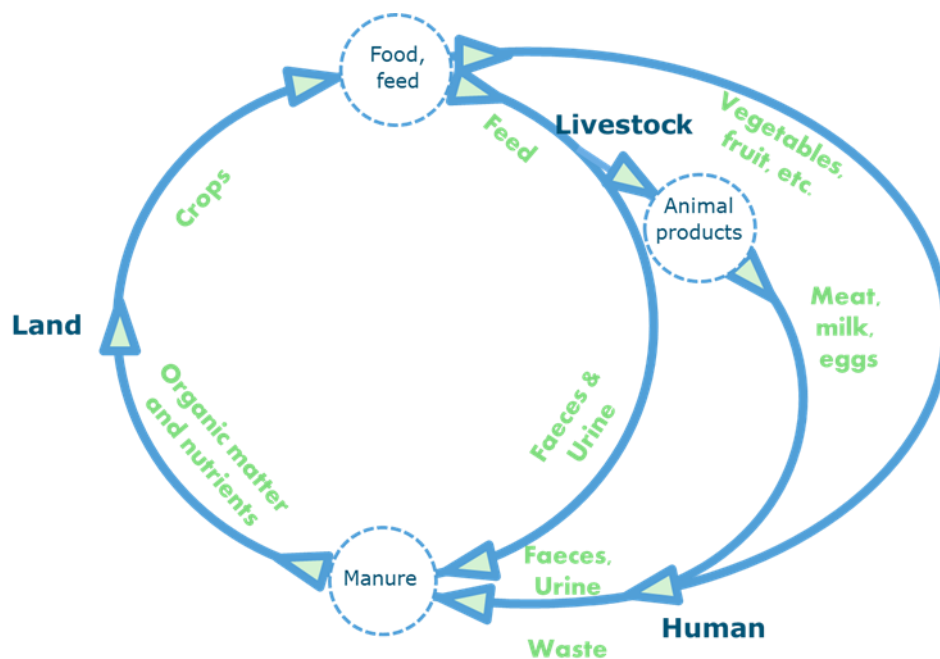 Food,
feed
Livestock
Feed
Vegetables,
fruit, etc.
Crops
Animal
products
Meat,
milk,
eggs
Land
Organic matter
and nutrients
Faeces &
Urine
Manure
Faeces,
Urine
Waste
Human